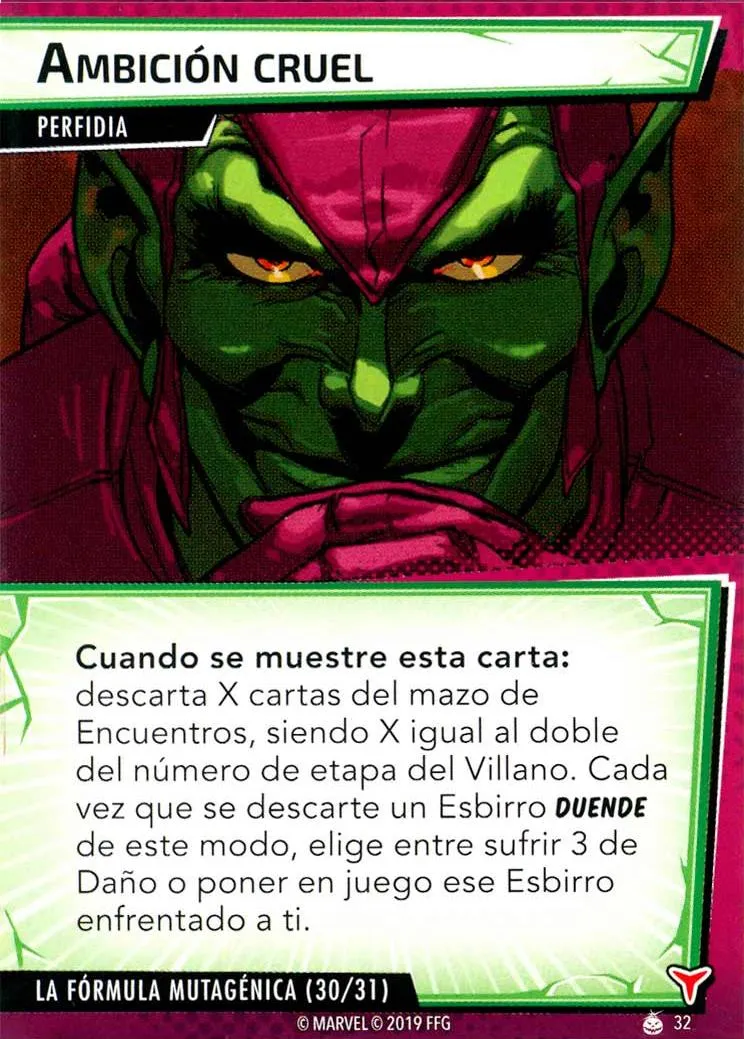 AMBICIÓN CRUEL
PERFIDIA
Cuando se muestre esta carta:
descarta X cartas del mazo de
Encuentros, siendo X igual al doble
del número de etapa del Villano. Cada
vez que se descarte un Esbirro DUENDE
de este modo, elige entre sufrir 3 de
Daño o poner en juego ese Esbirro
enfrentado a ti.
LA FÓRMULA MUTAGÉNICA (30/31)
© MARVEL © 2019 FFG
32